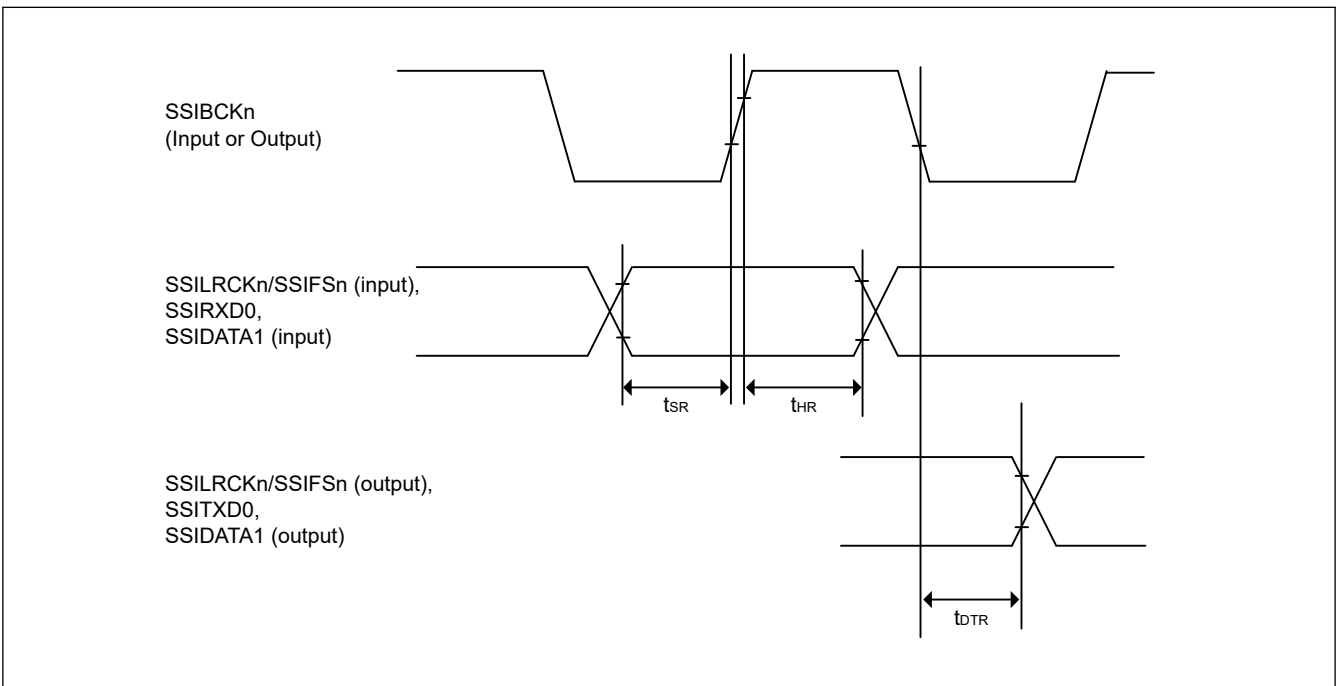 SSIBCKn
(Input or Output)
SSILRCKn/SSIFSn (input),
SSIRXD0,
SSIDATA1 (input)
tSR
tHR
SSILRCKn/SSIFSn (output),
SSITXD0,
SSIDATA1 (output)
tDTR